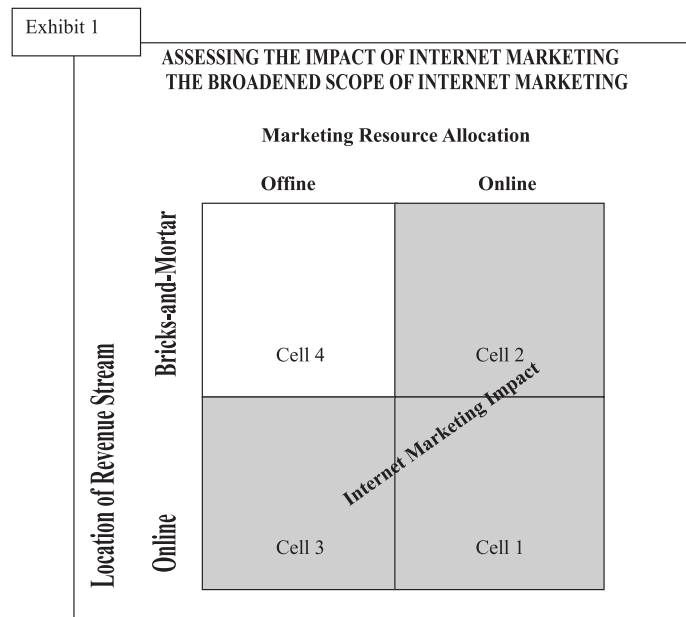 Exhibit 1
ASSESSING THE IMPACT OF INTERNET MARKETING
THE BROADENED SCOPE OF INTERNET MARKETING
Marketing Resource Allocation
Offine
Online
Location of Revenue Stream
Bricks-and-Mortar
Cell 4
Cell 2
Internet Marketing Impact
Online
Cell 3
Cell 1